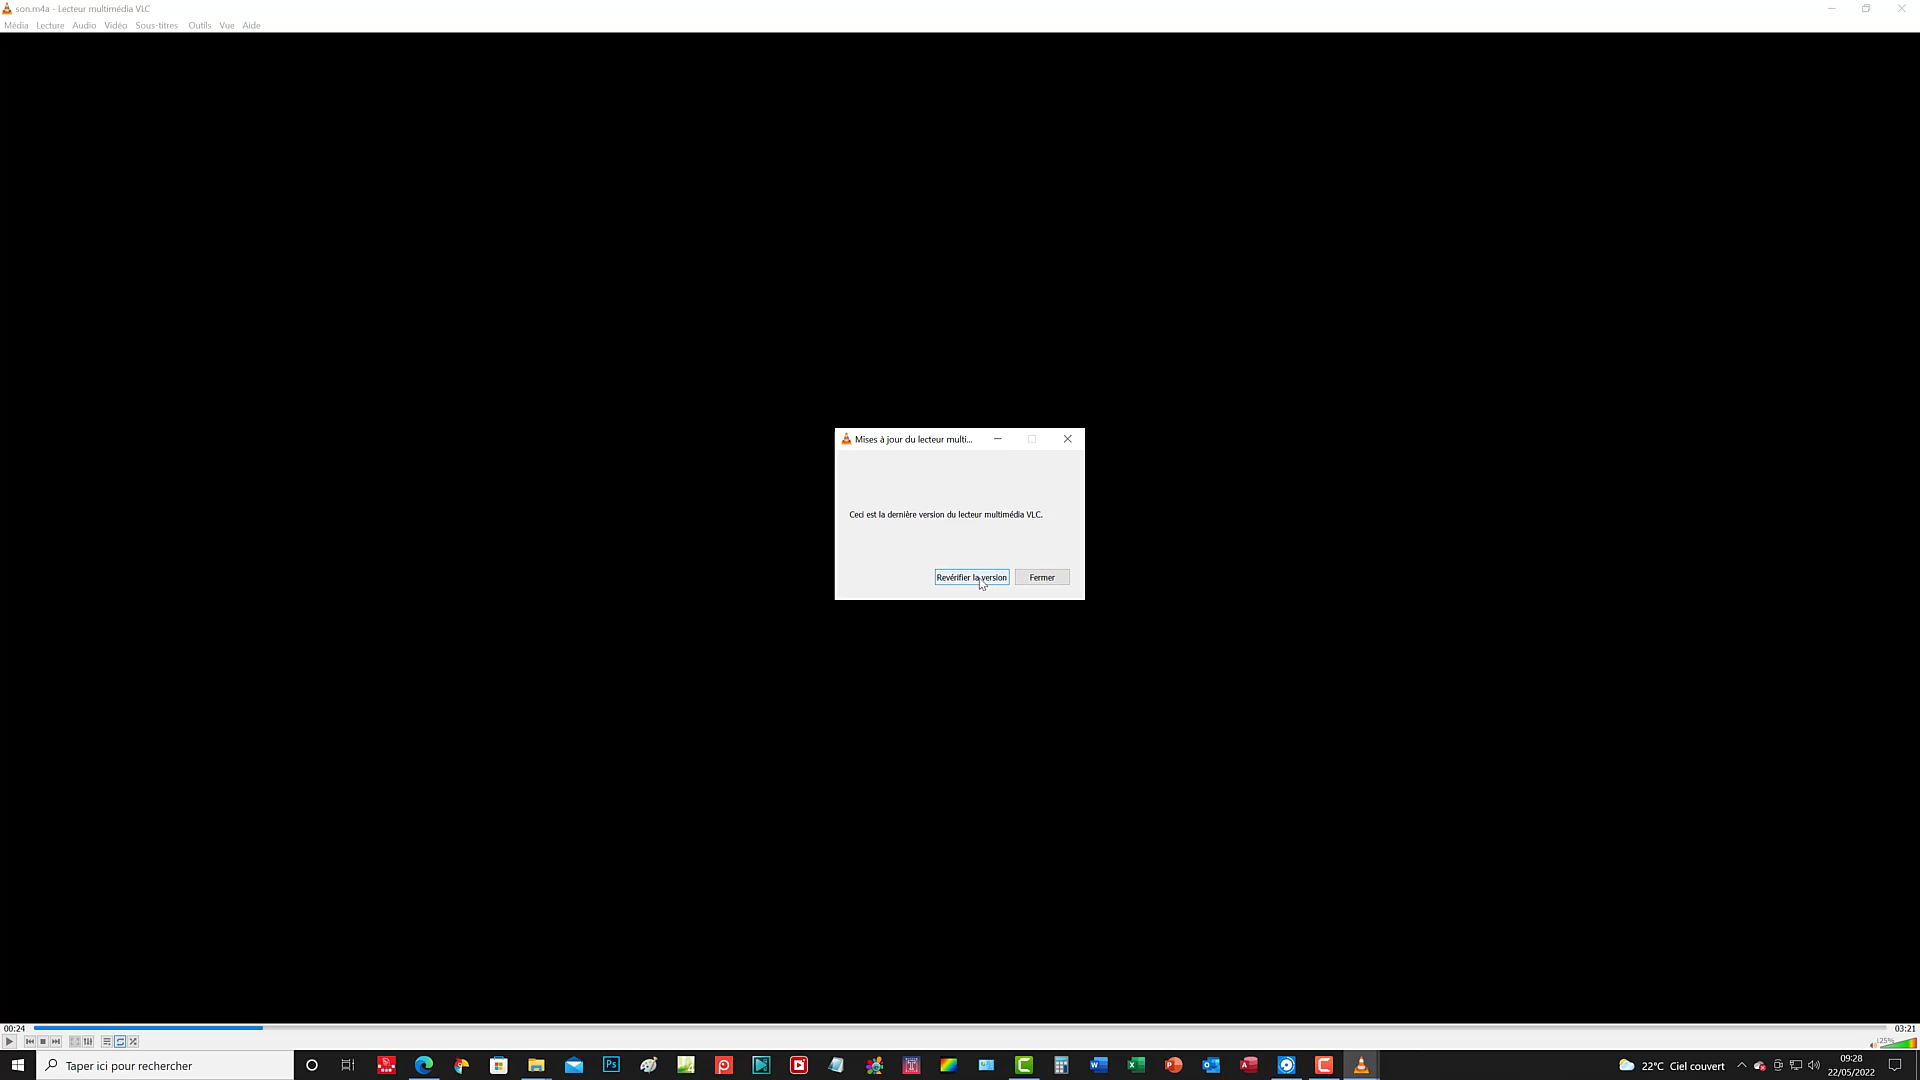 son.m4a - Lecteur multimédia VLC
Média Lecture Audio Vidéo Sous-titres Outils Vue Aide
Mises à jour du lecteur multi...
Ceci est la dernière version du lecteur multimédia VLC.
Revérifier la version Fermer
00:24 03:21
125%
Taper ici pour rechercher
22°C Ciel couvert
09:28
22/05/2022